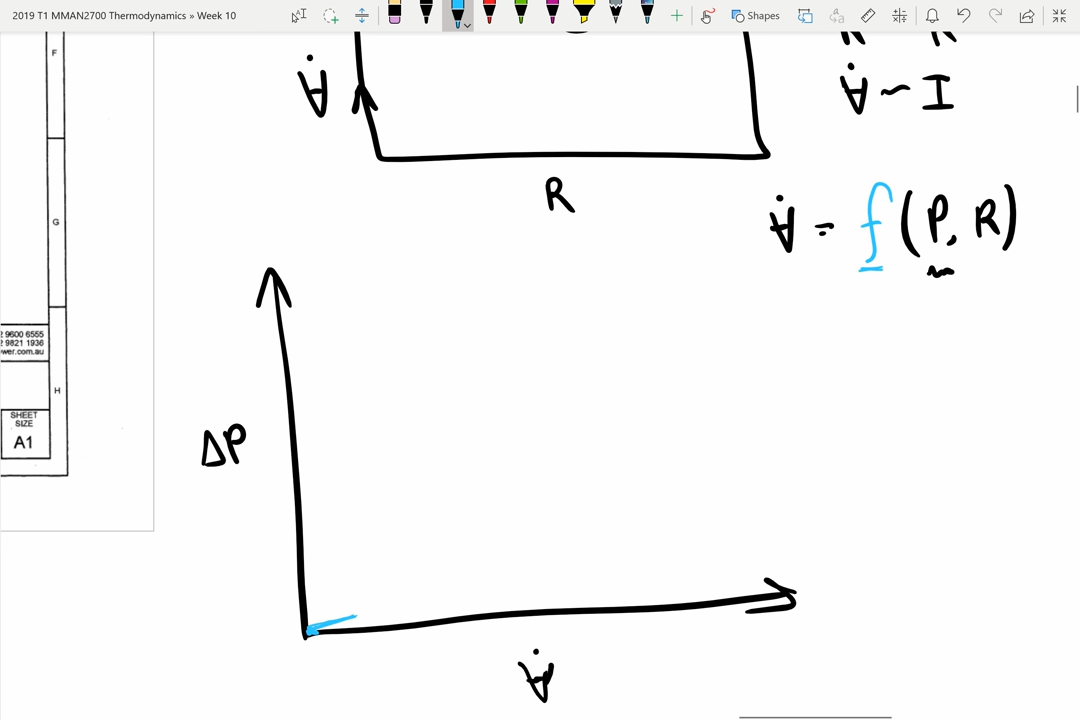 2019 T1 MMAN2700 Thermodynamics » Week 10
Shapes
F
V̇
V̇ ~ I
R
V̇ = f(P, R)
G
2 9600 6555
2 9821 1936
wer.com.au
H
SHEET
SIZE
A1
ΔP
V̇